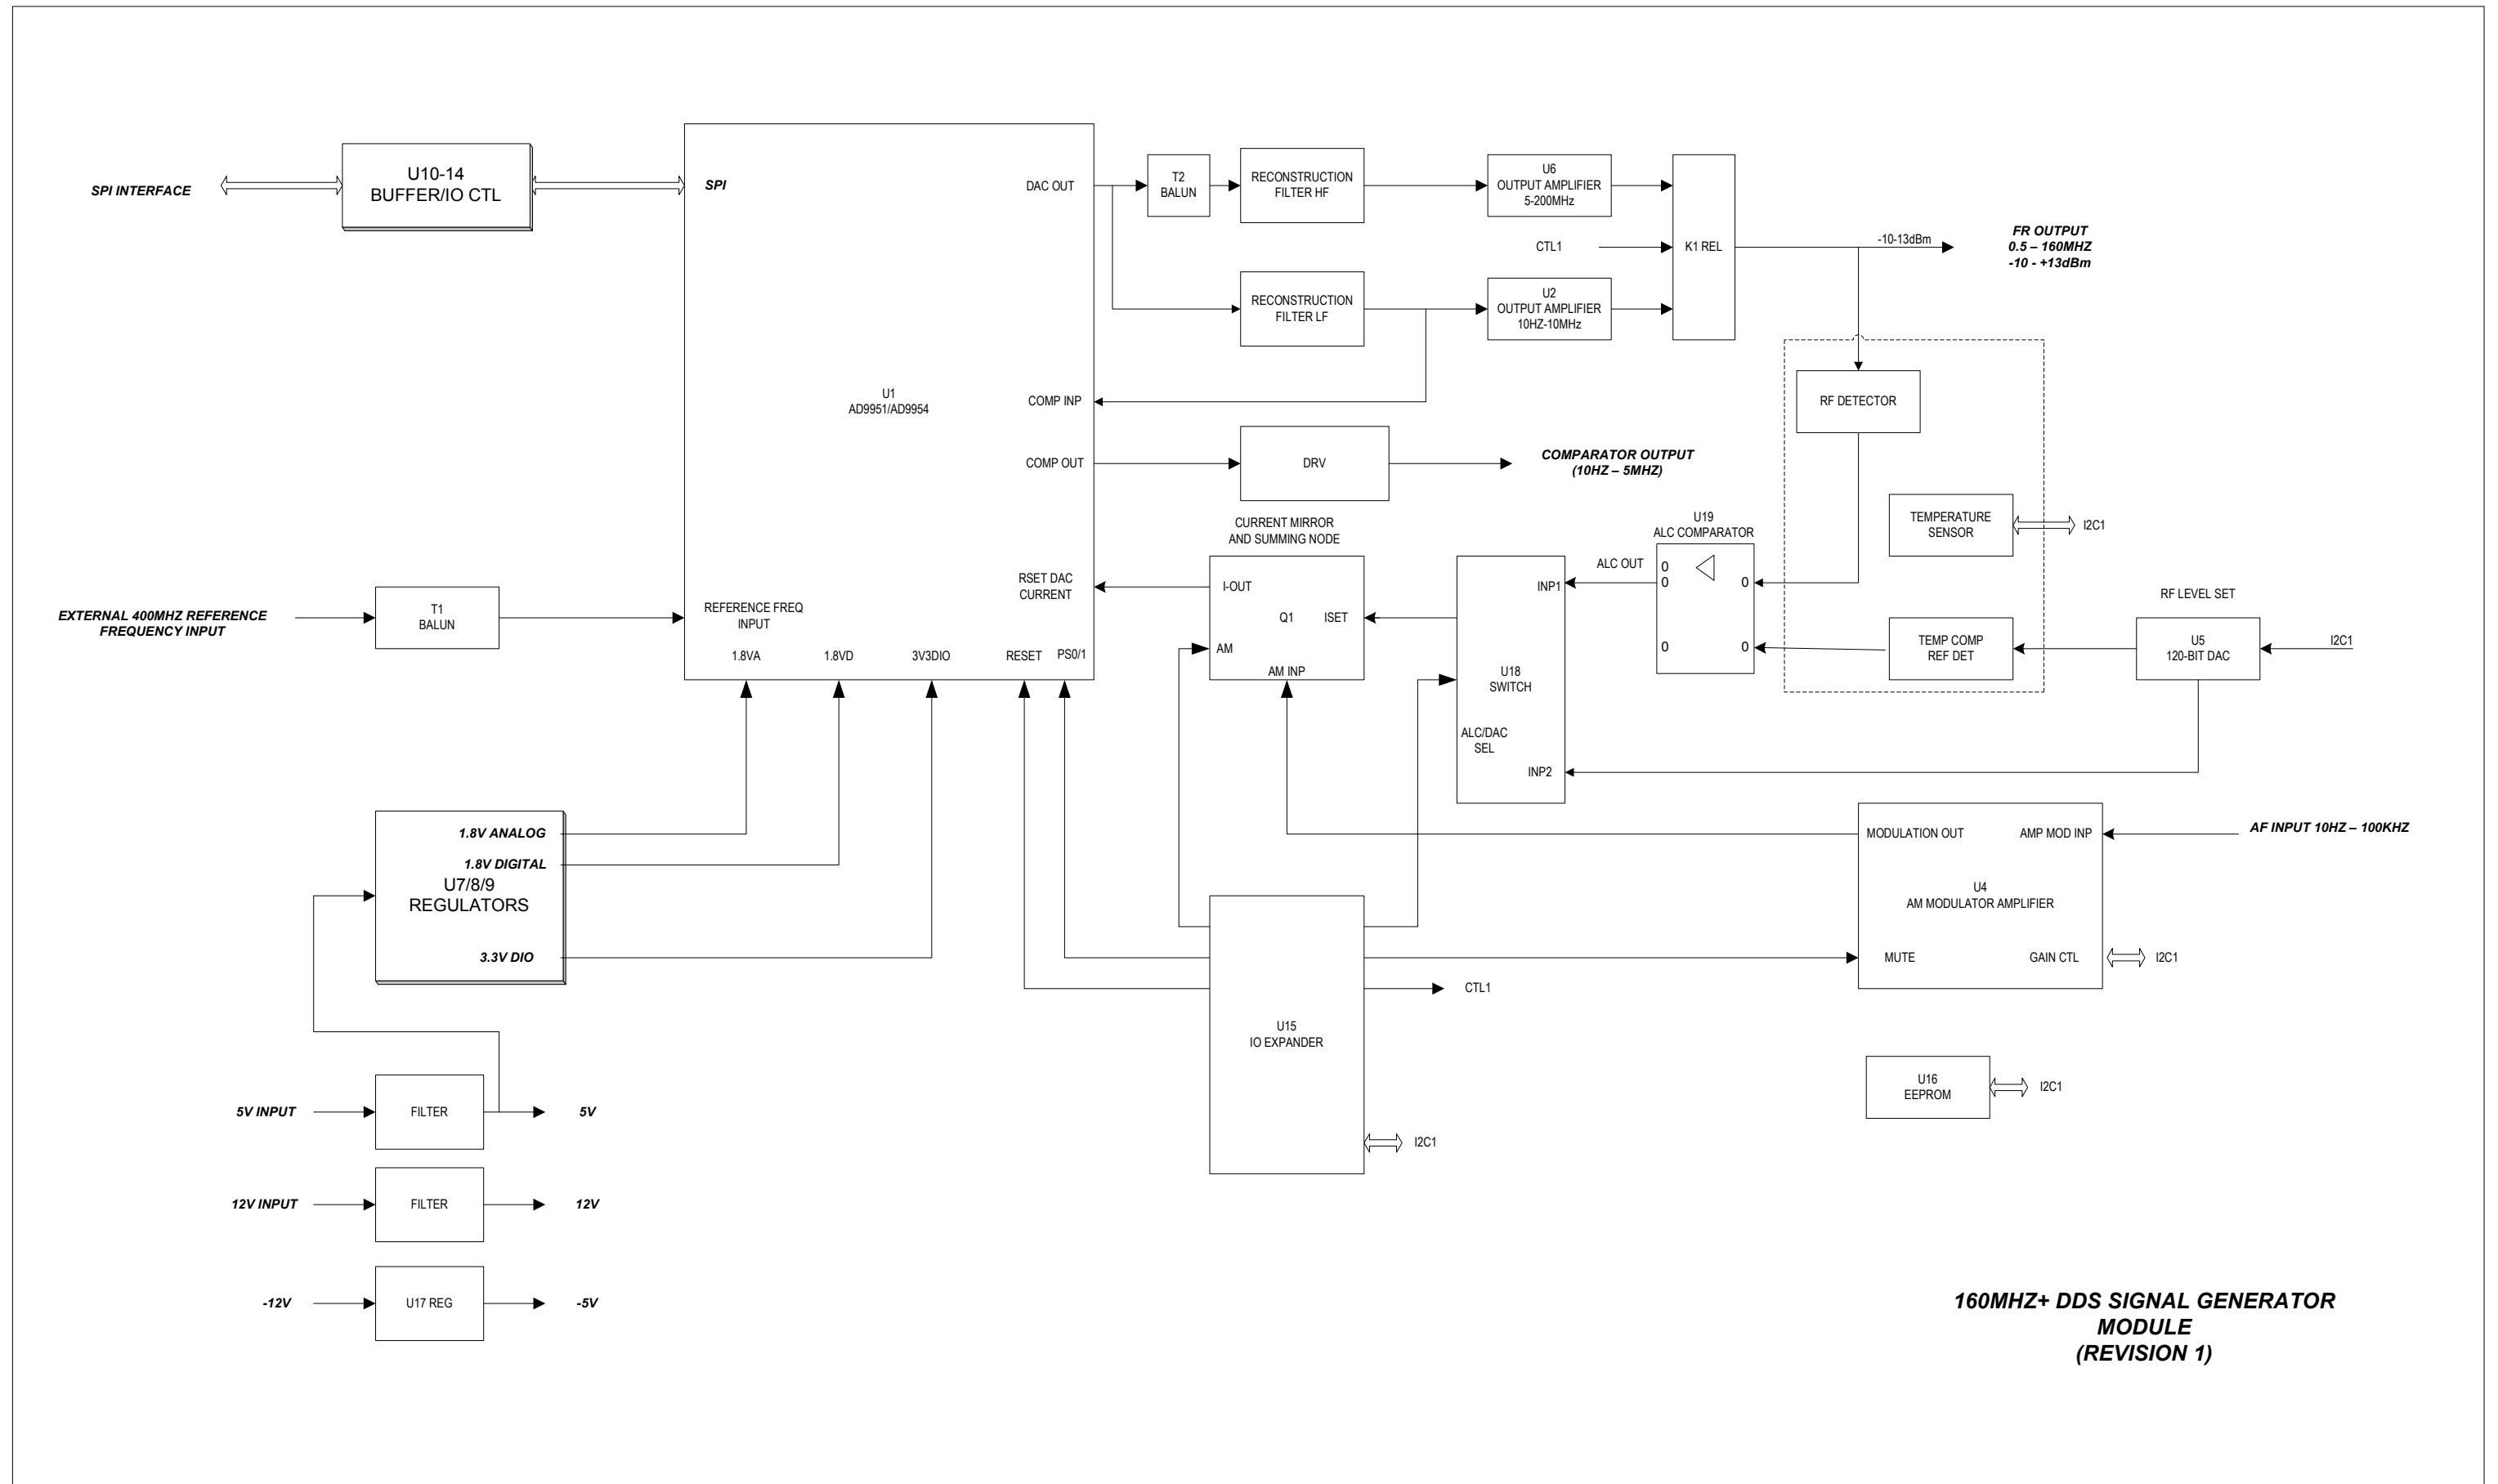 SPI INTERFACE
U10-14
BUFFER/IO CTL
SPI
DAC OUT
T2
BALUN
RECONSTRUCTION
FILTER HF
U6
OUTPUT AMPLIFIER
5-200MHz
CTL1
K1 REL
-10-13dBm
FR OUTPUT
0.5 – 160MHZ
-10 - +13dBm
RECONSTRUCTION
FILTER LF
U2
OUTPUT AMPLIFIER
10HZ-10MHz
U1
AD9951/AD9954
COMP INP
RF DETECTOR
COMP OUT
DRV
COMPARATOR OUTPUT
(10HZ – 5MHZ)
CURRENT MIRROR
AND SUMMING NODE
U19
ALC COMPARATOR
TEMPERATURE
SENSOR
I2C1
EXTERNAL 400MHZ REFERENCE
FREQUENCY INPUT
T1
BALUN
REFERENCE FREQ
INPUT
RSET DAC
CURRENT
I-OUT
Q1
ISET
AM
AM INP
INP1
ALC OUT
0
0
0
0
0
U18
SWITCH
ALC/DAC
SEL
INP2
TEMP COMP
REF DET
RF LEVEL SET
U5
120-BIT DAC
I2C1
1.8VA
1.8VD
3V3DIO
RESET
PS0/1
1.8V ANALOG
1.8V DIGITAL
U7/8/9
REGULATORS
3.3V DIO
MODULATION OUT
AMP MOD INP
AF INPUT 10HZ – 100KHZ
U4
AM MODULATOR AMPLIFIER
MUTE
GAIN CTL
I2C1
CTL1
U15
IO EXPANDER
I2C1
U16
EEPROM
I2C1
5V INPUT
FILTER
5V
12V INPUT
FILTER
12V
-12V
U17 REG
-5V
160MHZ+ DDS SIGNAL GENERATOR
MODULE
(REVISION 1)